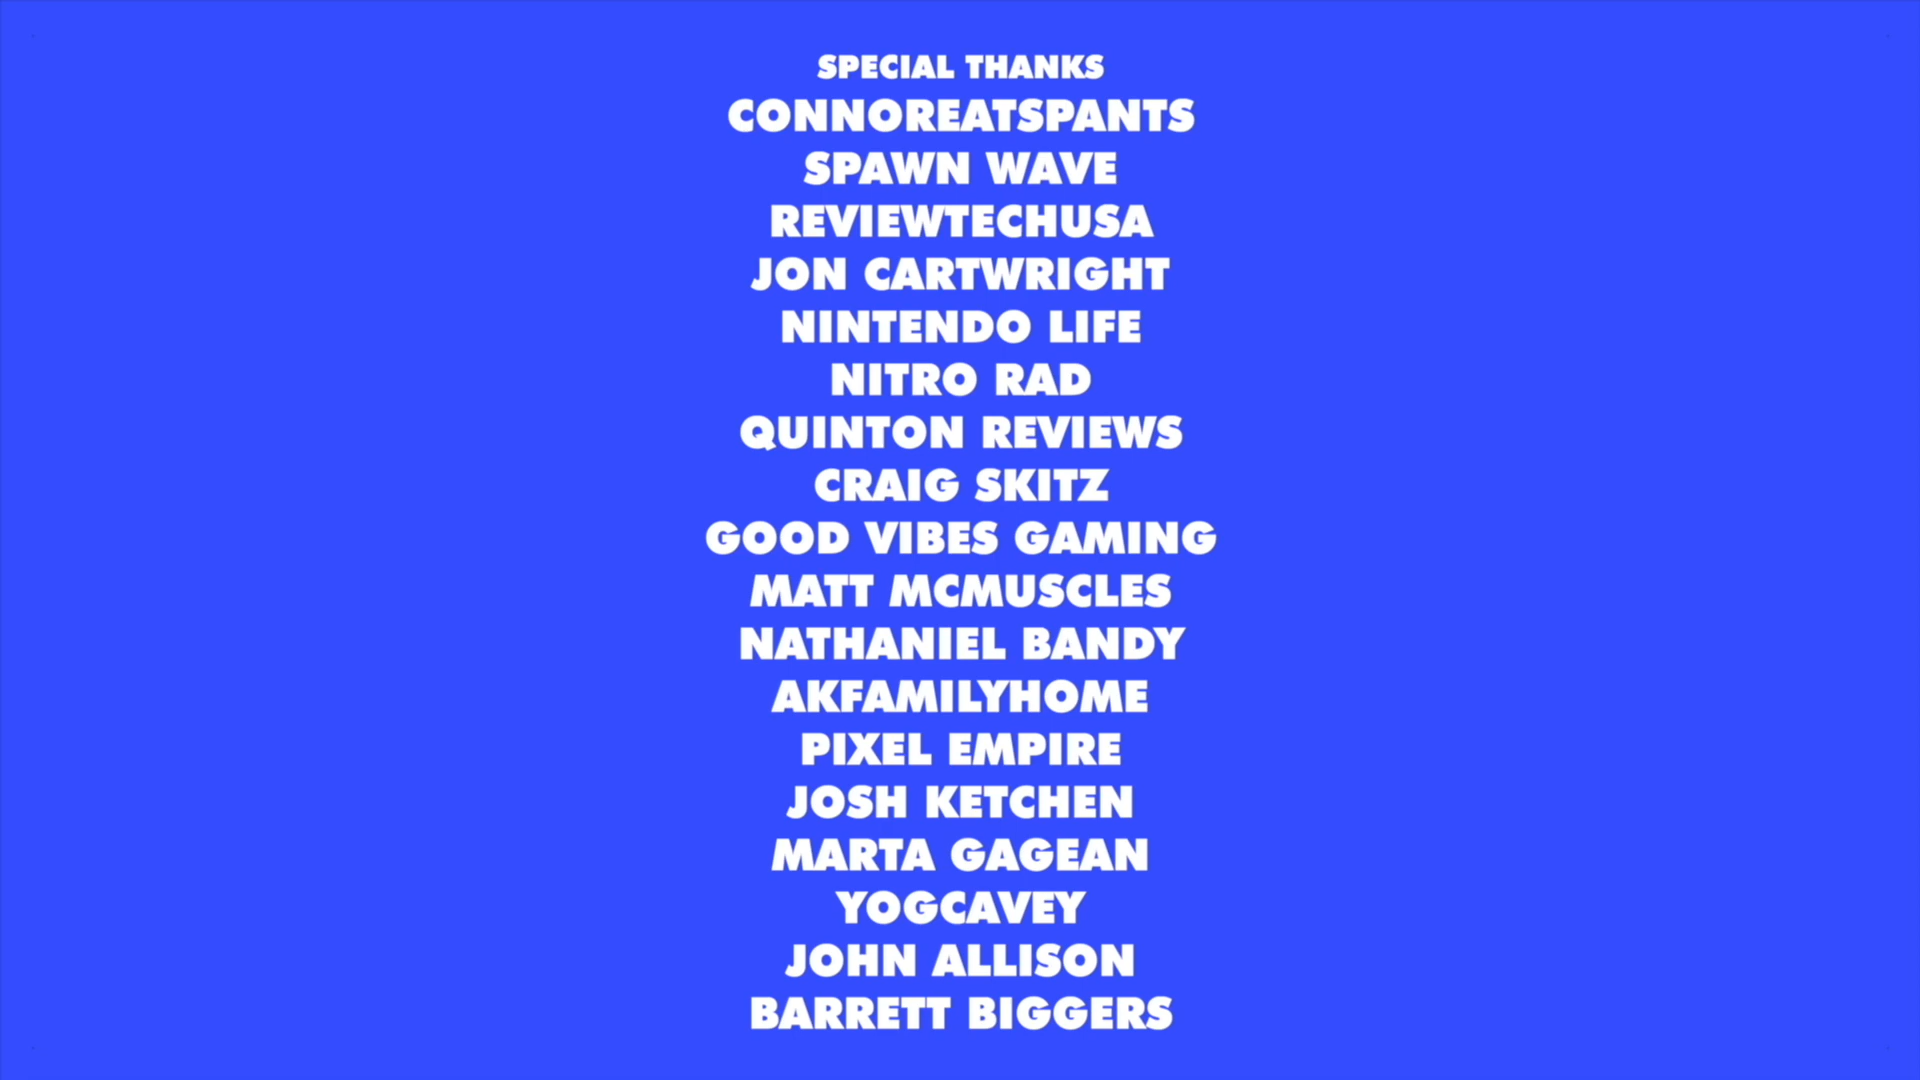 SPECIAL THANKS
CONNOREATSPANTS
SPAWN WAVE
REVIEWTECHUSA
JON CARTWRIGHT
NINTENDO LIFE
NITRO RAD
QUINTON REVIEWS
CRAIG SKITZ
GOOD VIBES GAMING
MATT MCMUSCLES
NATHANIEL BANDY
AKFAMILYHOME
PIXEL EMPIRE
JOSH KETCHEN
MARTA GAGEAN
YOGCAVEY
JOHN ALLISON
BARRETT BIGGERS